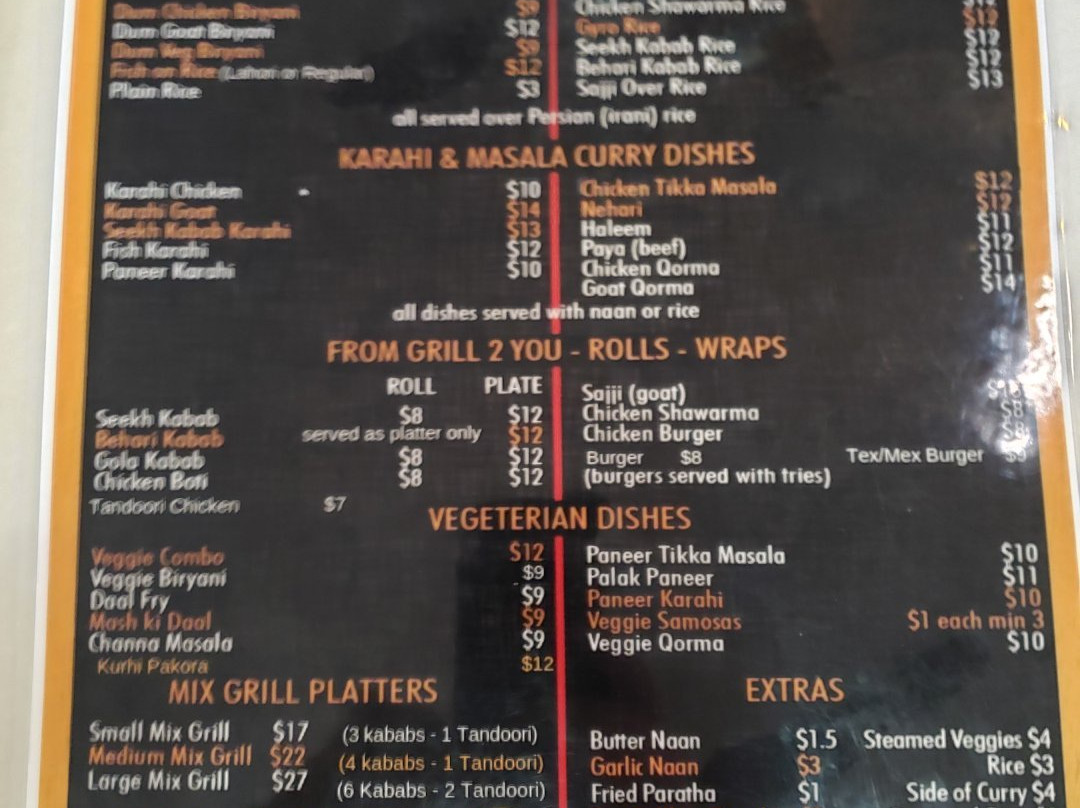 Dum Chicken Biryani $9
Dum Goat Biryani $12
Dum Veg Biryani $9
Fish on Rice (Lahori or Regular) $12
Plain Rice $3
Chicken Shawarma Rice $12
Gyro Rice $12
Seekh Kabab Rice $12
Behari Kabab Rice $12
Sajji Over Rice $13
all served over Persian (irani) rice
KARAHI & MASALA CURRY DISHES
Karahi Chicken $10
Karahi Goat $14
Seekh Kabab Karahi $13
Fish Karahi $12
Paneer Karahi $10
Chicken Tikka Masala $12
Nehari $12
Haleem $11
Paya (beef) $12
Chicken Qorma $11
Goat Qorma $14
all dishes served with naan or rice
FROM GRILL 2 YOU - ROLLS - WRAPS
ROLL PLATE
Seekh Kabab $8 $12
Behari Kabab served as platter only $12
Gola Kabab $8 $12
Chicken Boti $8 $12
Tandoori Chicken $7
Sajji (goat)
Chicken Shawarma $8
Chicken Burger
Burger $8 Tex/Mex Burger
(burgers served with fries)
VEGETERIAN DISHES
Veggie Combo $12
Veggie Biryani $9
Daal Fry $9
Mash ki Daal $9
Channa Masala $9
Kurhi Pakora $12
Paneer Tikka Masala $10
Palak Paneer $11
Paneer Karahi $10
Veggie Samosas $1 each min 3
Veggie Qorma $10
MIX GRILL PLATTERS
Small Mix Grill $17 (3 kababs - 1 Tandoori)
Medium Mix Grill $22 (4 kababs - 1 Tandoori)
Large Mix Grill $27 (6 Kababs - 2 Tandoori)
EXTRAS
Butter Naan $1.5 Steamed Veggies $4
Garlic Naan $3 Rice $3
Fried Paratha $1 Side of Curry $4